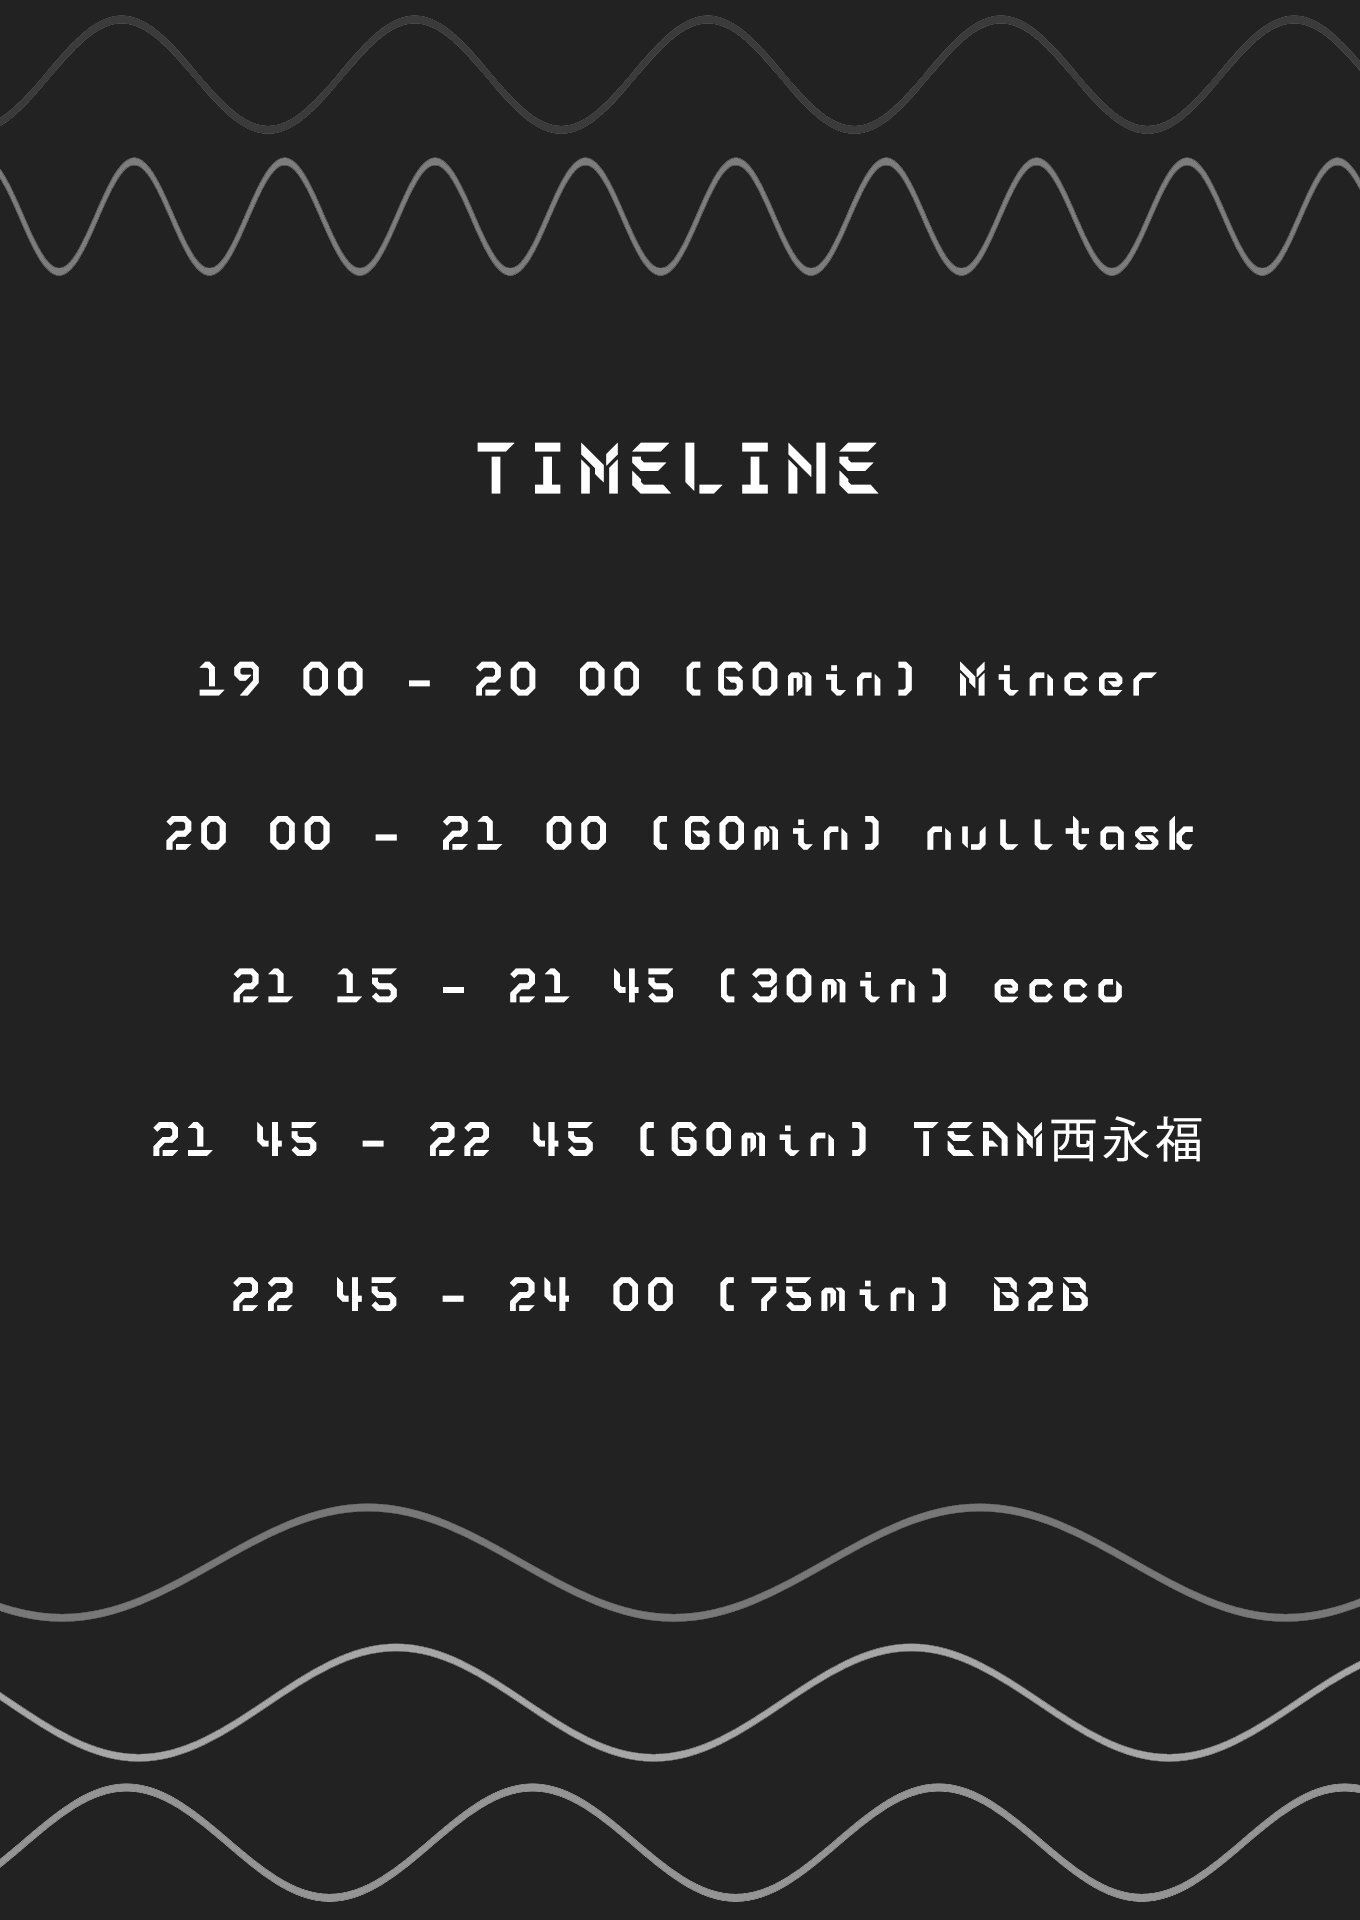 TIMELINE
19 00 - 20 00 (60min) Mincer
20 00 - 21 00 (60min) nulltask
21 15 - 21 45 (30min) ecco
21 45 - 22 45 (60min) TEAM西永福
22 45 - 24 00 (75min) B2B